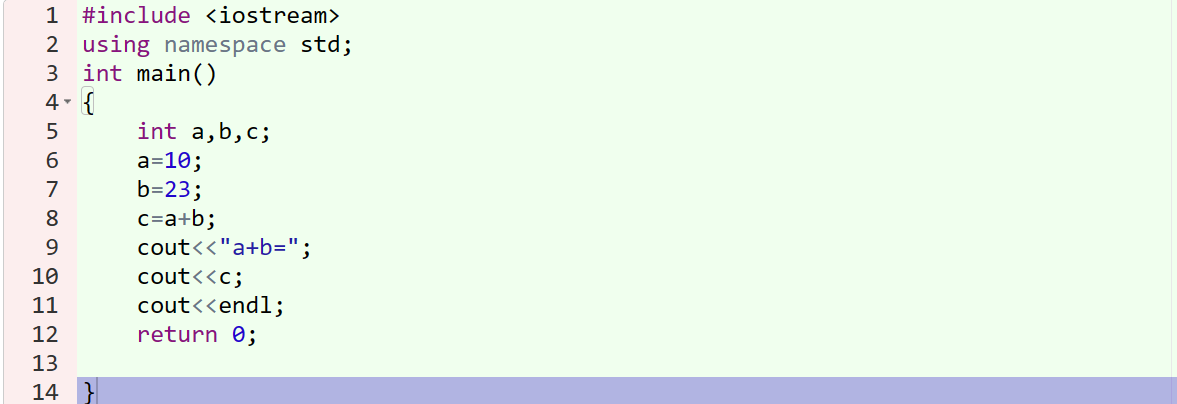 1 #include <iostream>
2 using namespace std;
3 int main()
4 {
5     int a,b,c;
6     a=10;
7     b=23;
8     c=a+b;
9     cout<<"a+b=";
10     cout<<c;
11     cout<<endl;
12     return 0;
13
14 }